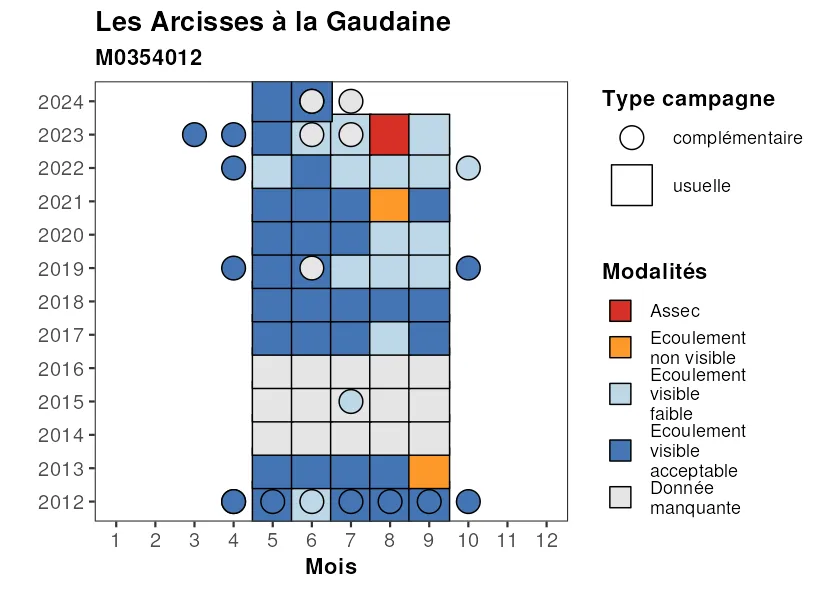 Les Arcisses à la Gaudaine
M0354012
2024
2023
2022
2021
2020
2019
2018
2017
2016
2015
2014
2013
2012
1 2 3 4 5 6 7 8 9 10 11 12
Mois
Type campagne
complémentaire
usuelle
Modalités
Assec
Ecoulement
non visible
Ecoulement
visible
faible
Ecoulement
visible
acceptable
Donnée
manquante